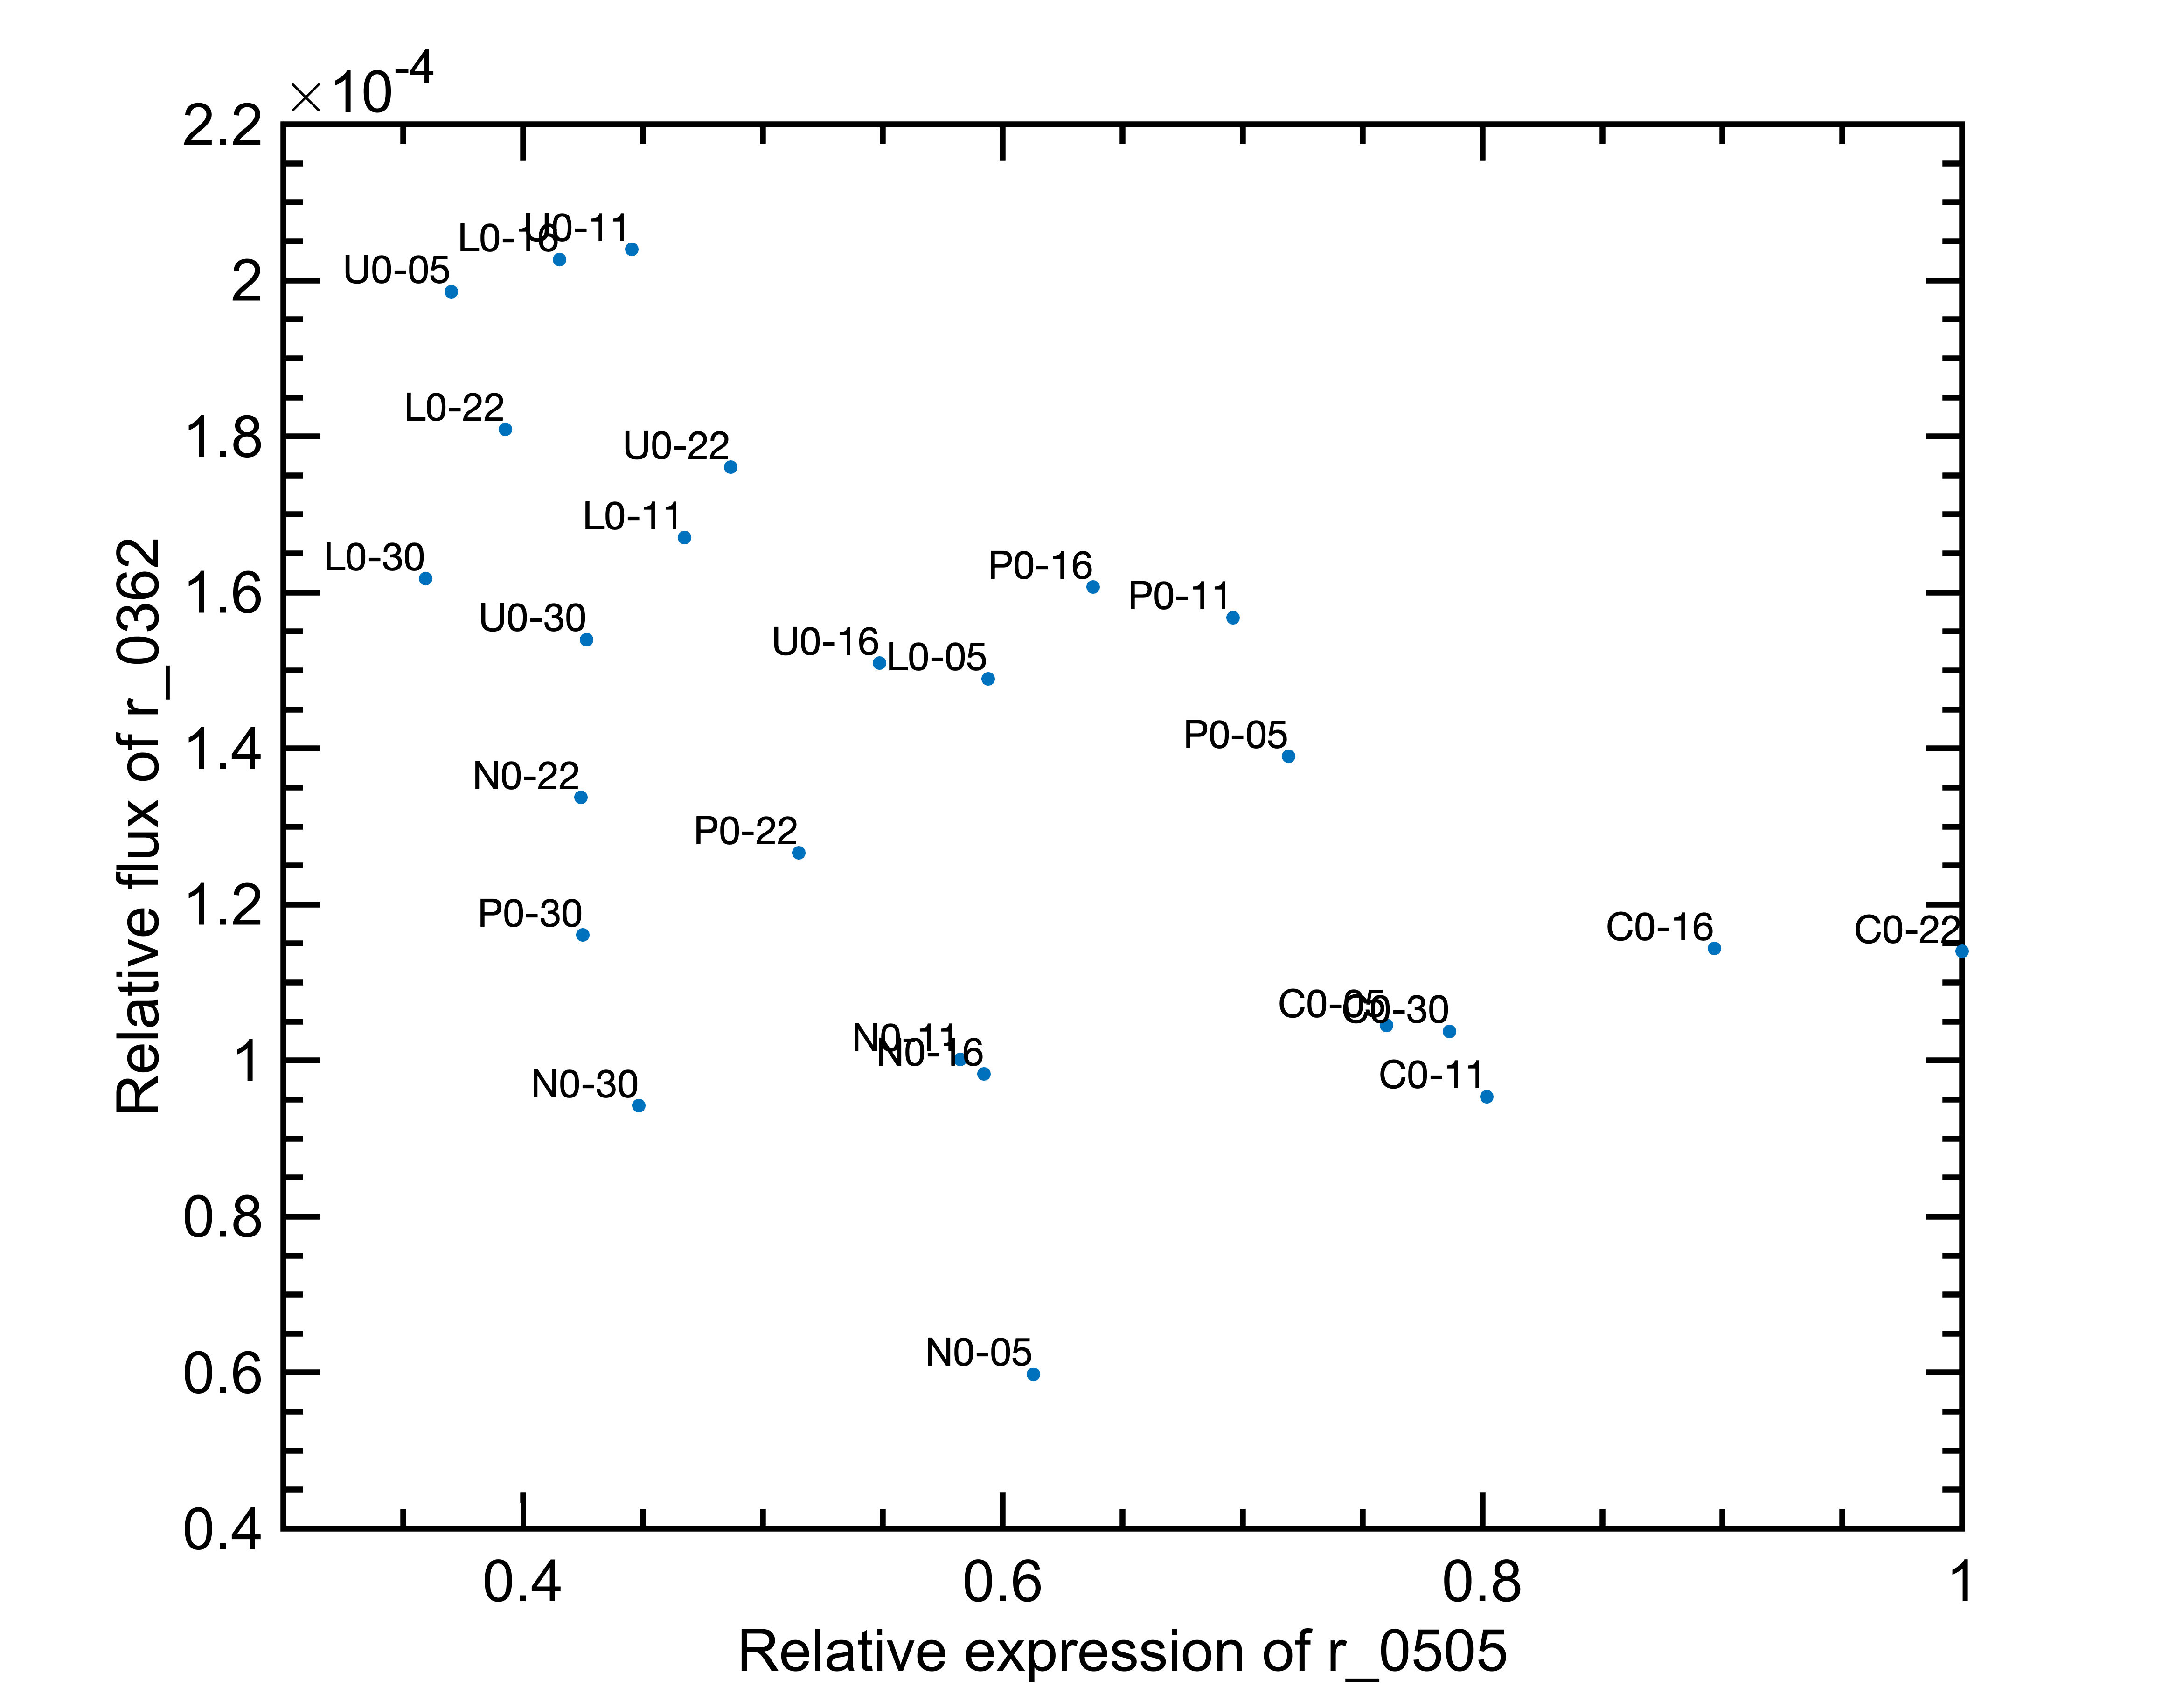 ×10-4
2.2
2
1.8
1.6
1.4
1.2
1
0.8
0.6
0.4
Relative flux of r_0362
U0-11
L0-16
U0-05
L0-22
U0-22
L0-11
L0-30
P0-16
P0-11
U0-30
U0-16
L0-05
P0-05
N0-22
P0-22
P0-30
C0-16
C0-22
C0-05
C0-30
N0-11
N0-16
C0-11
N0-30
N0-05
0.4 0.6 0.8 1
Relative expression of r_0505